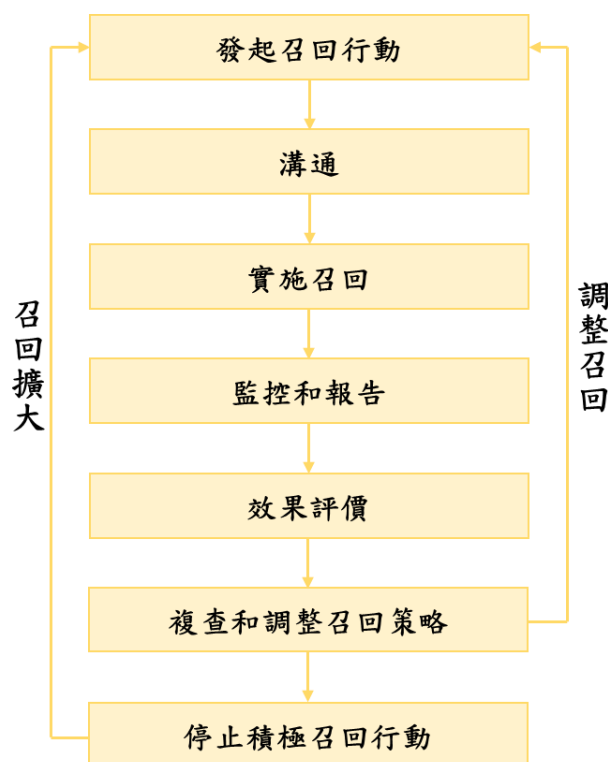 發起召回行動
溝通
實施召回
監控和報告
效果評價
複查和調整召回策略
停止積極召回行動
召回擴大
調整召回